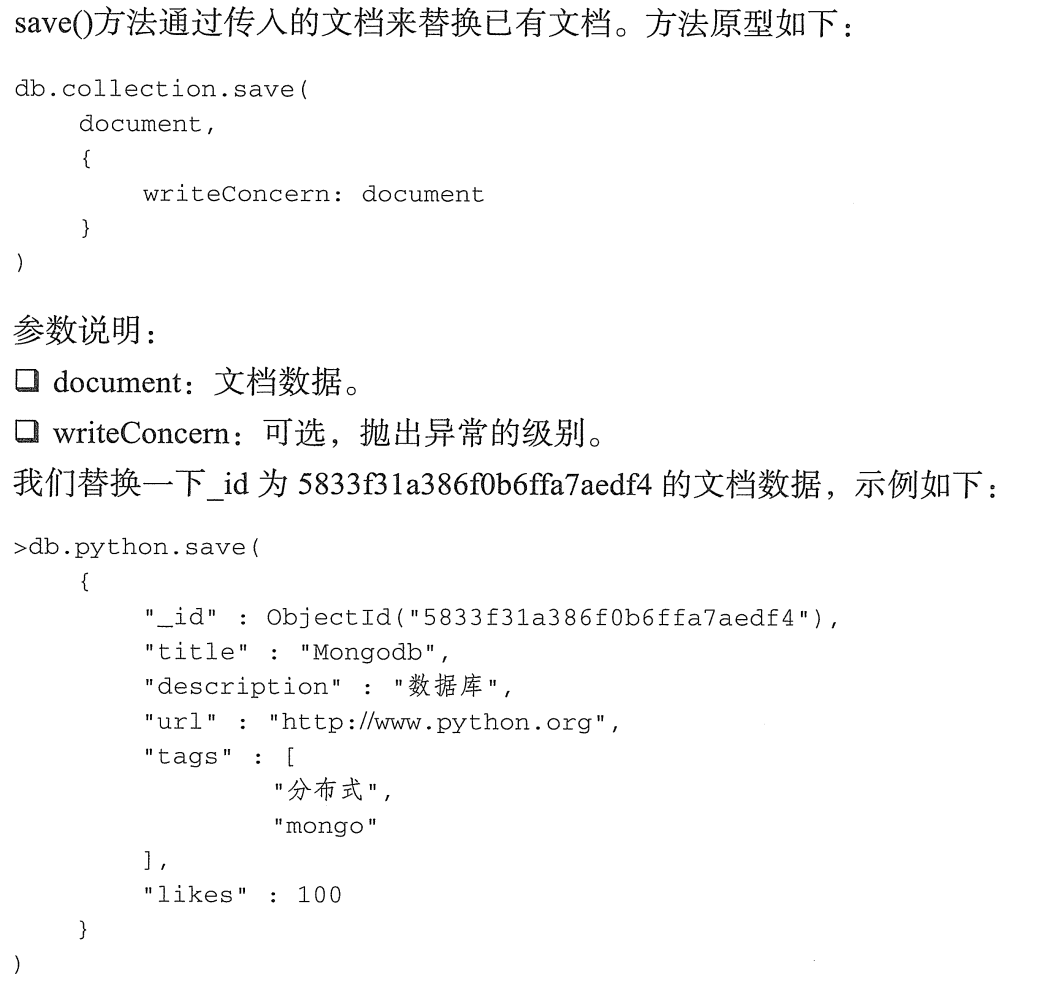 save()方法通过传入的文档来替换已有文档。方法原型如下：
db.collection.save(
    document,
    {
        writeConcern: document
    }
)
参数说明：
❑ document：文档数据。
❑ writeConcern：可选，抛出异常的级别。
我们替换一下_id 为 5833f31a386f0b6ffa7aedf4 的文档数据，示例如下：
>db.python.save(
    {
        "_id" : ObjectId("5833f31a386f0b6ffa7aedf4"),
        "title" : "Mongodb",
        "description" : "数据库",
        "url" : "http://www.python.org",
        "tags" : [
                "分布式",
                "mongo"
        ],
        "likes" : 100
    }
)